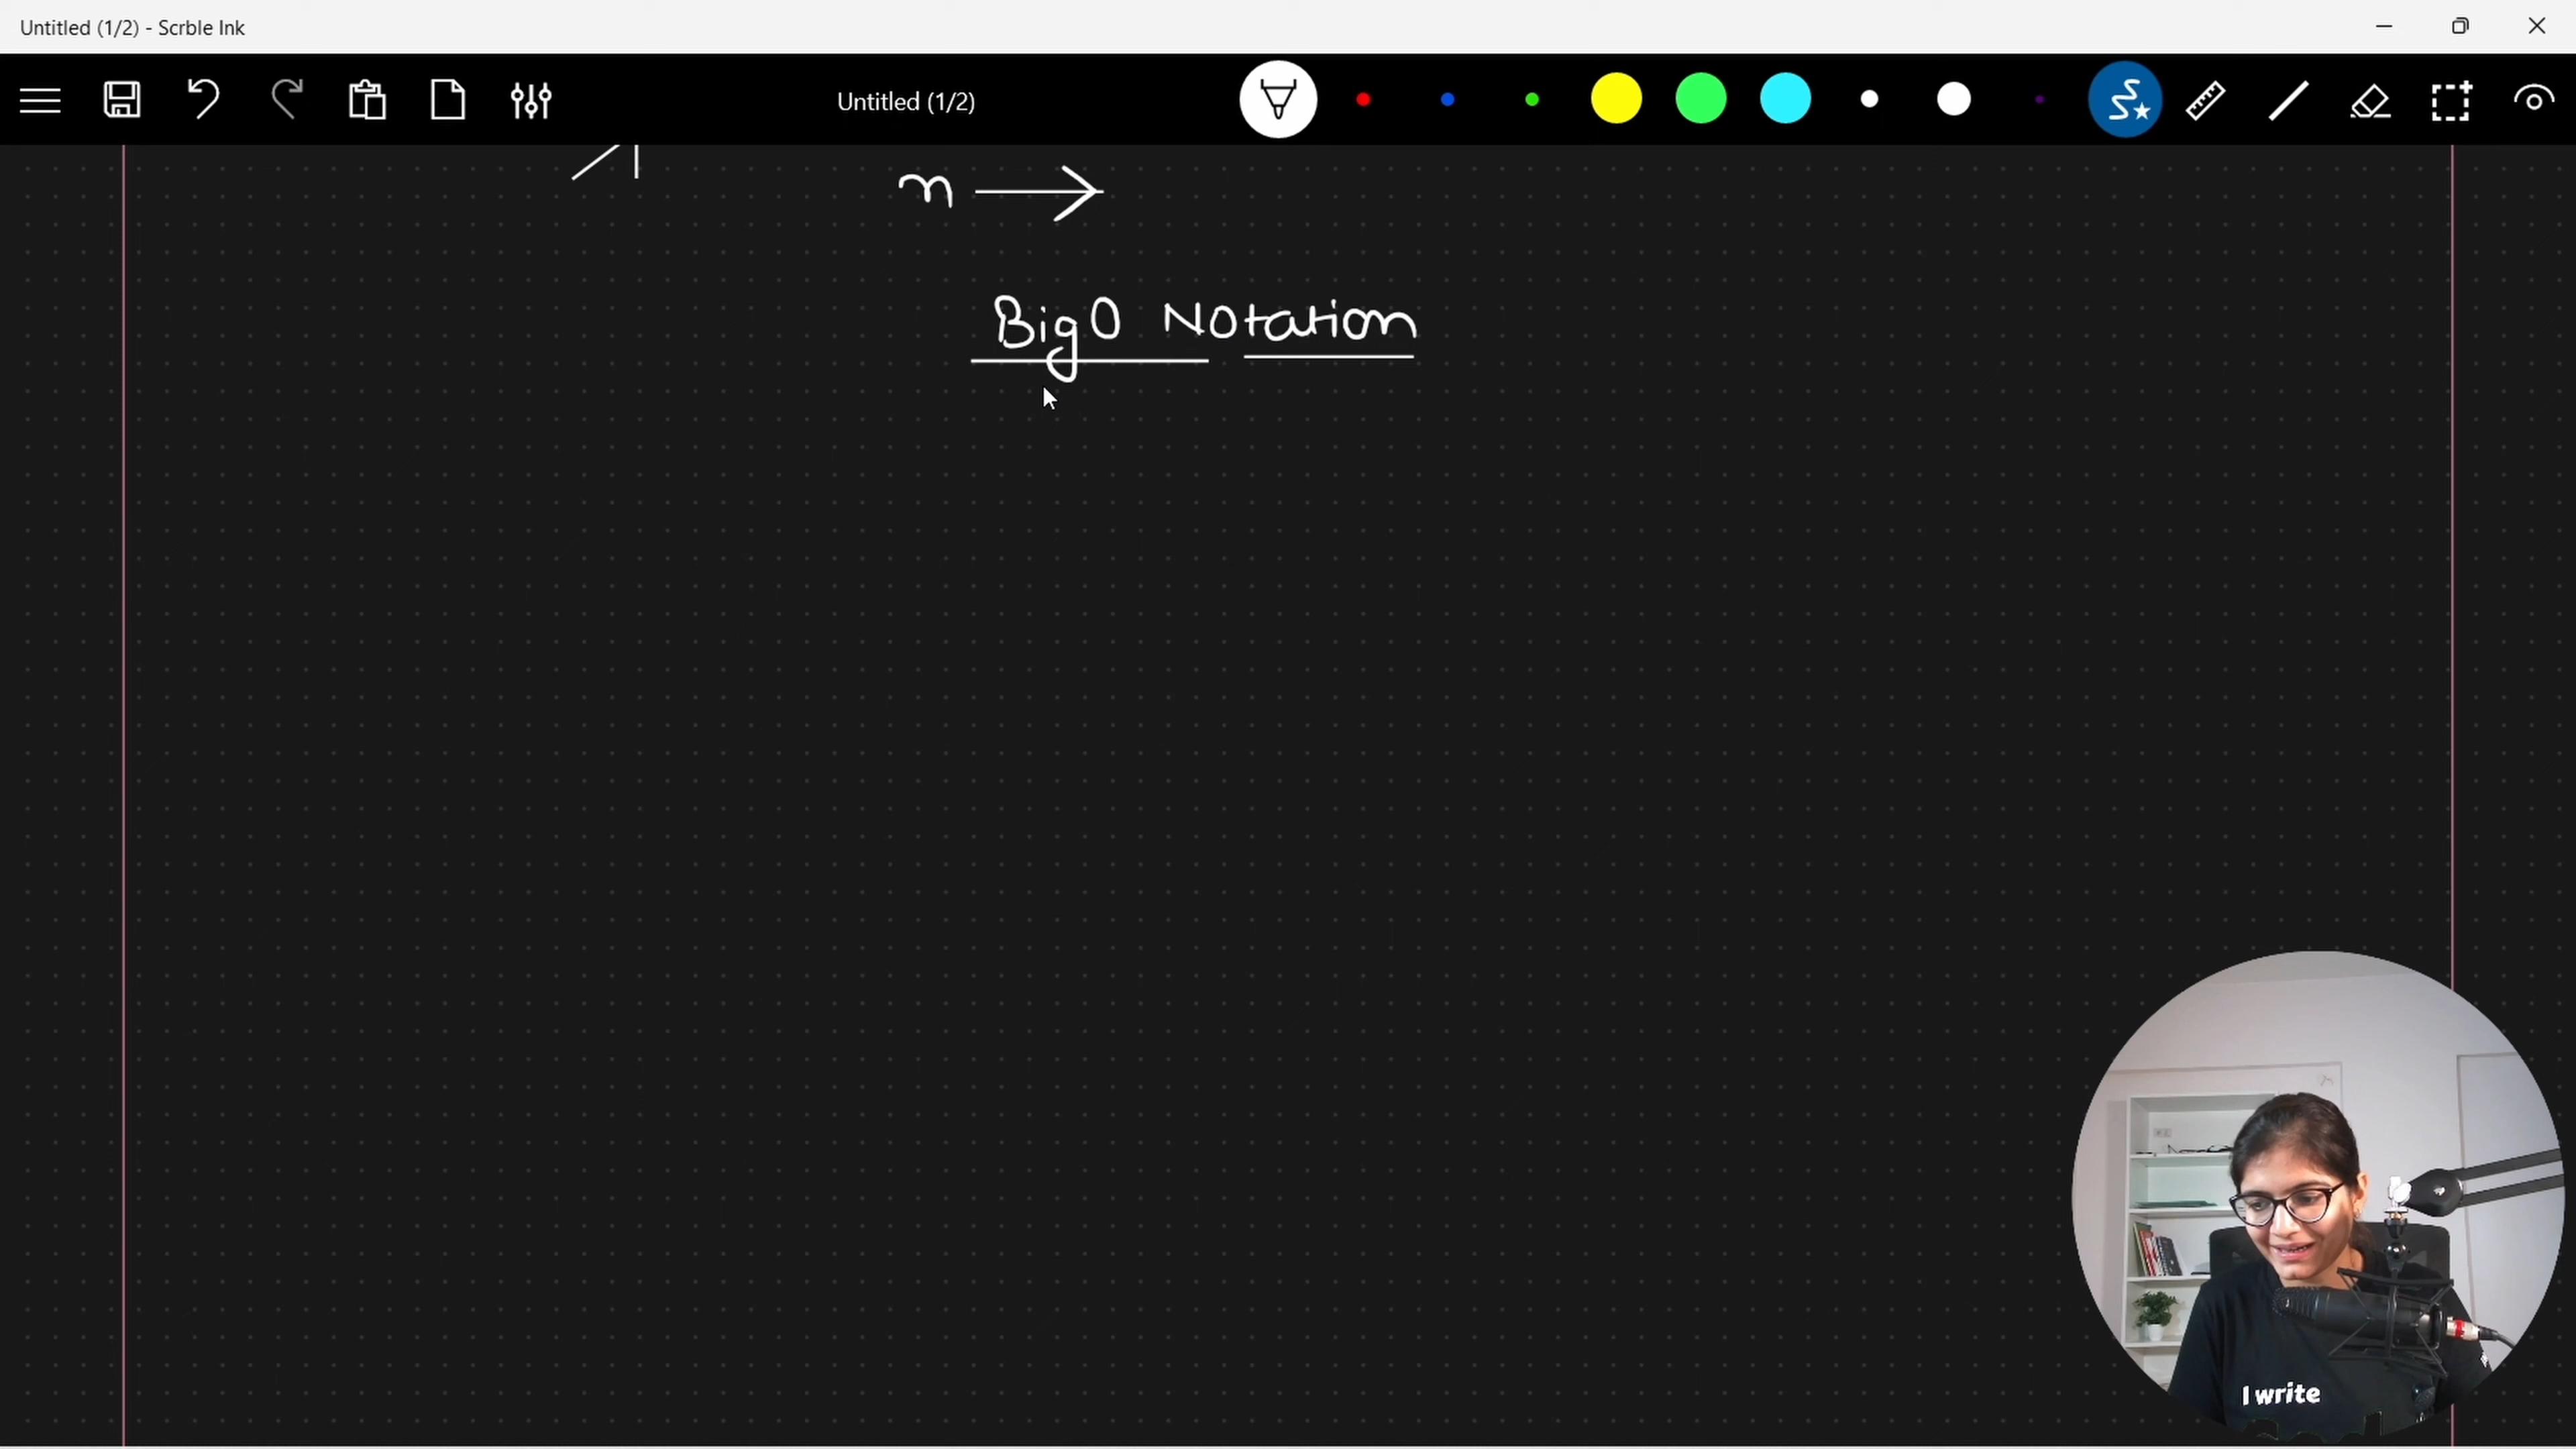 Untitled (1/2) - Scrble Ink
Untitled (1/2)
n
Big O Notation
I write